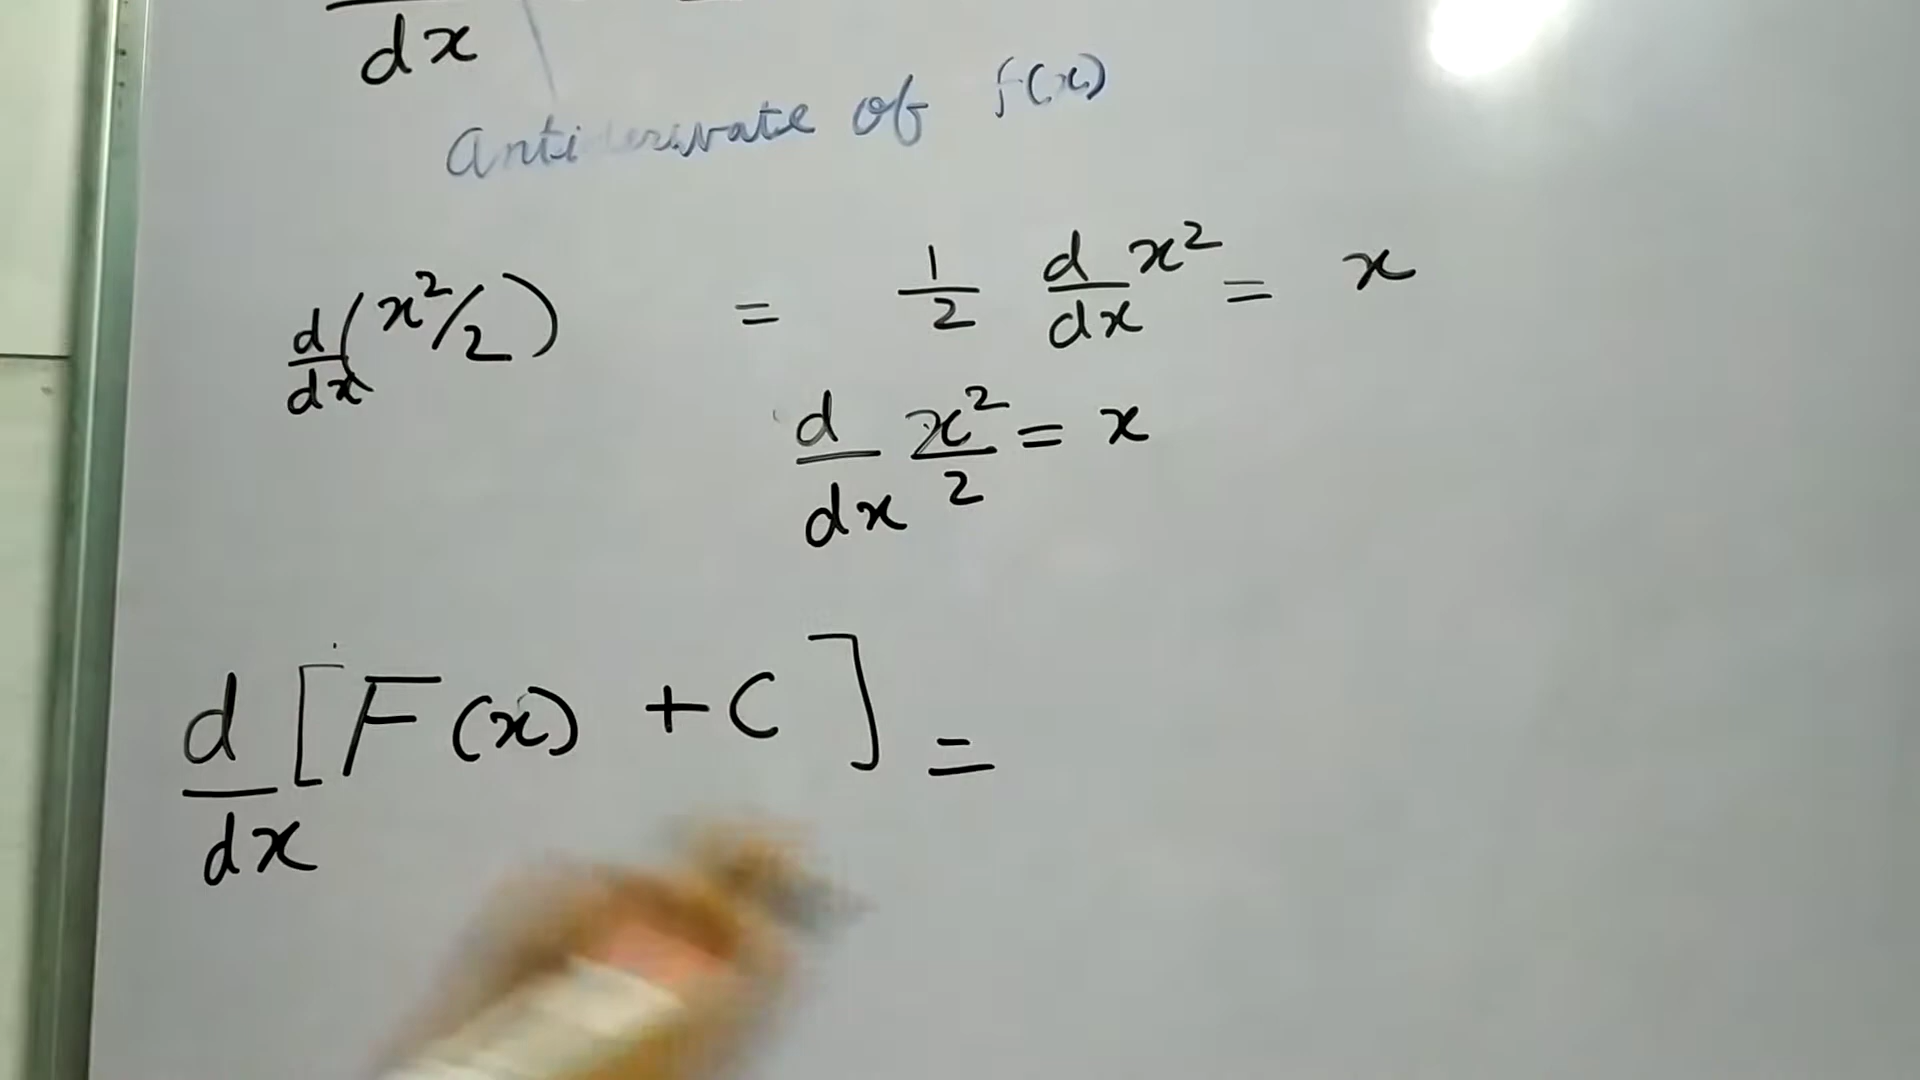 dx
Antiderivate of f(x)
d/dx (x²/2) = 1/2 d/dx x² = x
d/dx x²/2 = x
d/dx [F(x) + C] =